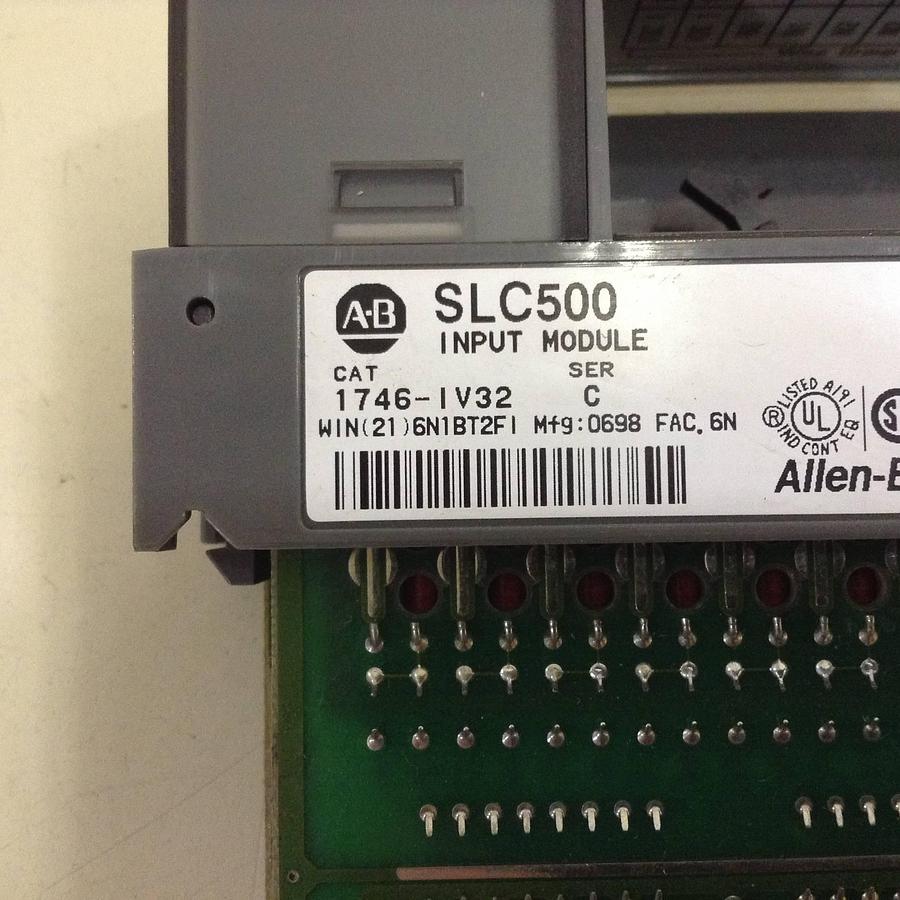 A-B SLC500
INPUT MODULE
CAT SER
1746-IV32 C
WIN(21)6N1BT2FI Mfg:0698 FAC. 6N
LISTED A191
UL
IND CONT EQ
®
Allen-B